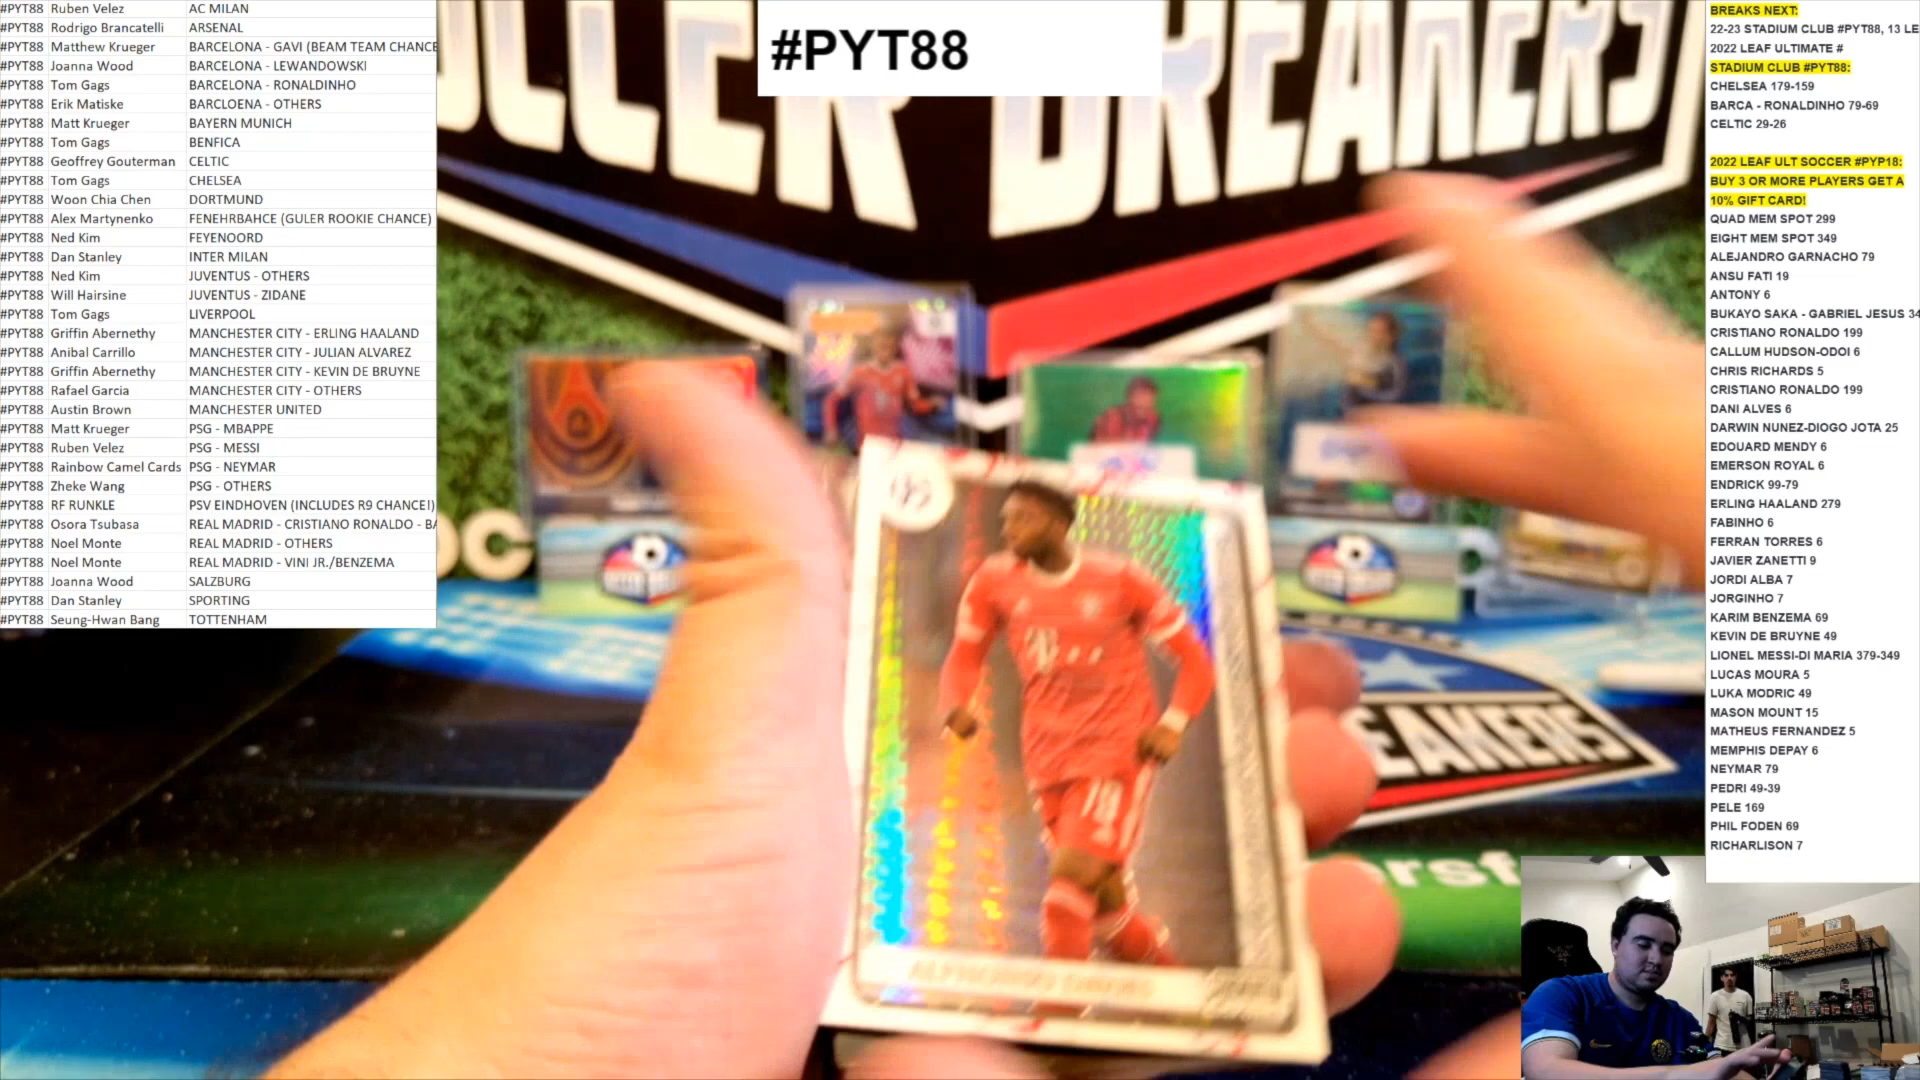 #PYT88 Ruben Velez AC MILAN
#PYT88 Rodrigo Brancatelli ARSENAL
#PYT88 Matthew Krueger BARCELONA - GAVI (BEAM TEAM CHANCE
#PYT88 Joanna Wood BARCELONA - LEWANDOWSKI
#PYT88 Tom Gags BARCELONA - RONALDINHO
#PYT88 Erik Matiske BARCLOENA - OTHERS
#PYT88 Matt Krueger BAYERN MUNICH
#PYT88 Tom Gags BENFICA
#PYT88 Geoffrey Gouterman CELTIC
#PYT88 Tom Gags CHELSEA
#PYT88 Woon Chia Chen DORTMUND
#PYT88 Alex Martynenko FENEHRBAHCE (GULER ROOKIE CHANCE)
#PYT88 Ned Kim FEYENOORD
#PYT88 Dan Stanley INTER MILAN
#PYT88 Ned Kim JUVENTUS - OTHERS
#PYT88 Will Hairsine JUVENTUS - ZIDANE
#PYT88 Tom Gags LIVERPOOL
#PYT88 Griffin Abernethy MANCHESTER CITY - ERLING HAALAND
#PYT88 Anibal Carrillo MANCHESTER CITY - JULIAN ALVAREZ
#PYT88 Griffin Abernethy MANCHESTER CITY - KEVIN DE BRUYNE
#PYT88 Rafael Garcia MANCHESTER CITY - OTHERS
#PYT88 Austin Brown MANCHESTER UNITED
#PYT88 Matt Krueger PSG - MBAPPE
#PYT88 Ruben Velez PSG - MESSI
#PYT88 Rainbow Camel Cards PSG - NEYMAR
#PYT88 Zheke Wang PSG - OTHERS
#PYT88 RF RUNKLE PSV EINDHOVEN (INCLUDES R9 CHANCE!)
#PYT88 Osora Tsubasa REAL MADRID - CRISTIANO RONALDO - BA
#PYT88 Noel Monte REAL MADRID - OTHERS
#PYT88 Noel Monte REAL MADRID - VINI JR./BENZEMA
#PYT88 Joanna Wood SALZBURG
#PYT88 Dan Stanley SPORTING
#PYT88 Seung-Hwan Bang TOTTENHAM
#PYT88
CCER BREAKERS
EAKERS
ALPHONSO DAVIES
BREAKS NEXT:
22-23 STADIUM CLUB #PYT88, 13 LE
2022 LEAF ULTIMATE #
STADIUM CLUB #PYT88:
CHELSEA 179-159
BARCA - RONALDINHO 79-69
CELTIC 29-26
2022 LEAF ULT SOCCER #PYP18:
BUY 3 OR MORE PLAYERS GET A
10% GIFT CARD!
QUAD MEM SPOT 299
EIGHT MEM SPOT 349
ALEJANDRO GARNACHO 79
ANSU FATI 19
ANTONY 6
BUKAYO SAKA - GABRIEL JESUS 34
CRISTIANO RONALDO 199
CALLUM HUDSON-ODOI 6
CHRIS RICHARDS 5
CRISTIANO RONALDO 199
DANI ALVES 6
DARWIN NUNEZ-DIOGO JOTA 25
EDOUARD MENDY 6
EMERSON ROYAL 6
ENDRICK 99-79
ERLING HAALAND 279
FABINHO 6
FERRAN TORRES 6
JAVIER ZANETTI 9
JORDI ALBA 7
JORGINHO 7
KARIM BENZEMA 69
KEVIN DE BRUYNE 49
LIONEL MESSI-DI MARIA 379-349
LUCAS MOURA 5
LUKA MODRIC 49
MASON MOUNT 15
MATHEUS FERNANDEZ 5
MEMPHIS DEPAY 6
NEYMAR 79
PEDRI 49-39
PELE 169
PHIL FODEN 69
RICHARLISON 7